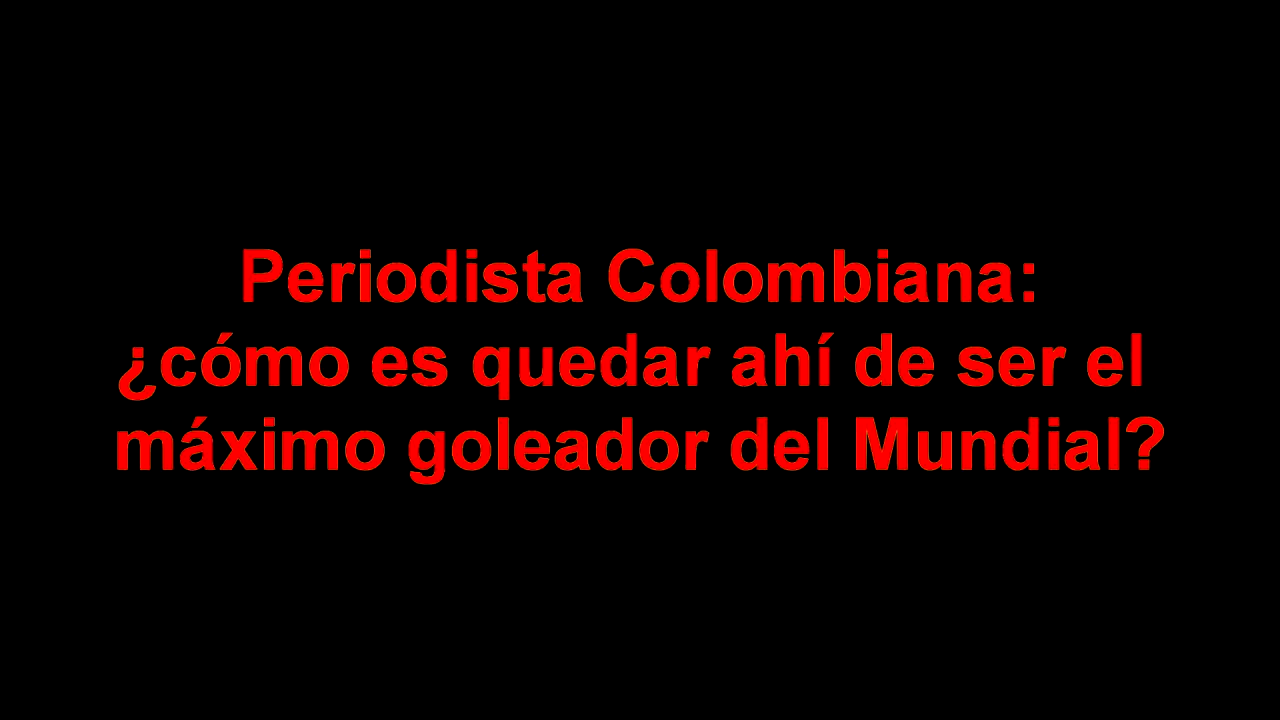 Periodista Colombiana:
¿cómo es quedar ahí de ser el
máximo goleador del Mundial?